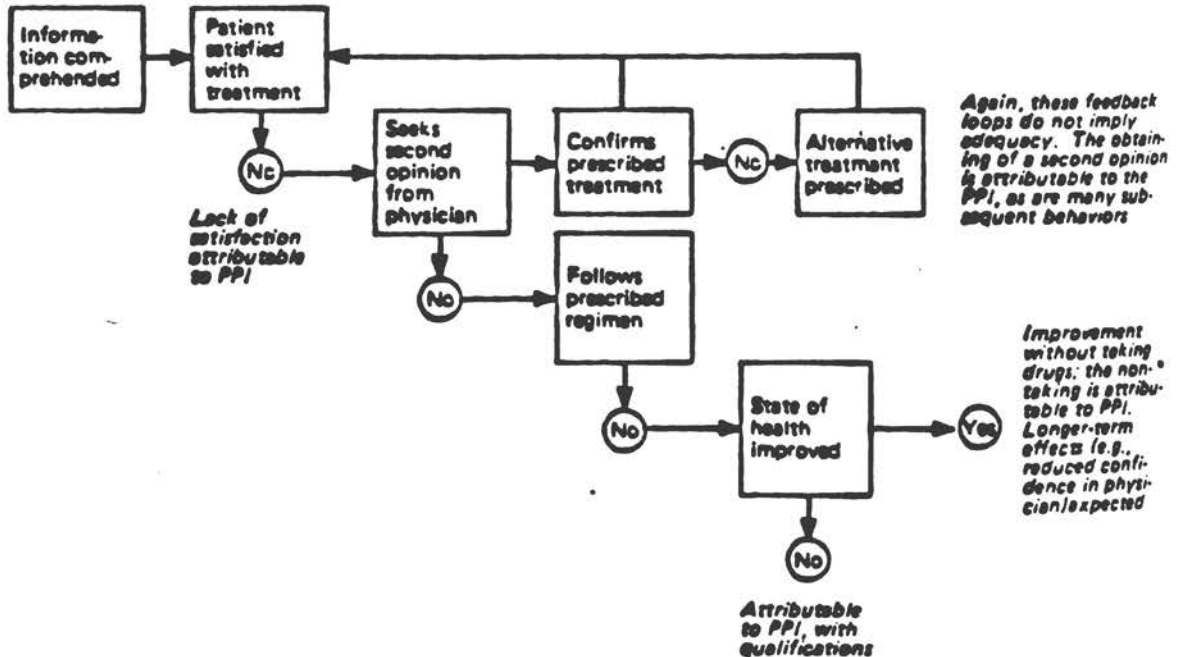 Informa-
tion com-
prehended
Patient
satisfied
with
treatment
No
Lack of
satisfaction
attributable
to PPI
Seeks
second
opinion
from
physician
Confirms
prescribed
treatment
No
Alternative
treatment
prescribed
Again, these feedback
loops do not imply
adequacy. The obtain-
ing of a second opinion
is attributable to the
PPI, as are many sub-
sequent behaviors
No
Follows
prescribed
regimen
No
State of
health
improved
Yes
Improvement
without taking
drugs; the non-
taking is attribu-
table to PPI.
Longer-term
effects (e.g.,
reduced confi-
dence in physi-
cian) expected
No
Attributable
to PPI, with
qualifications